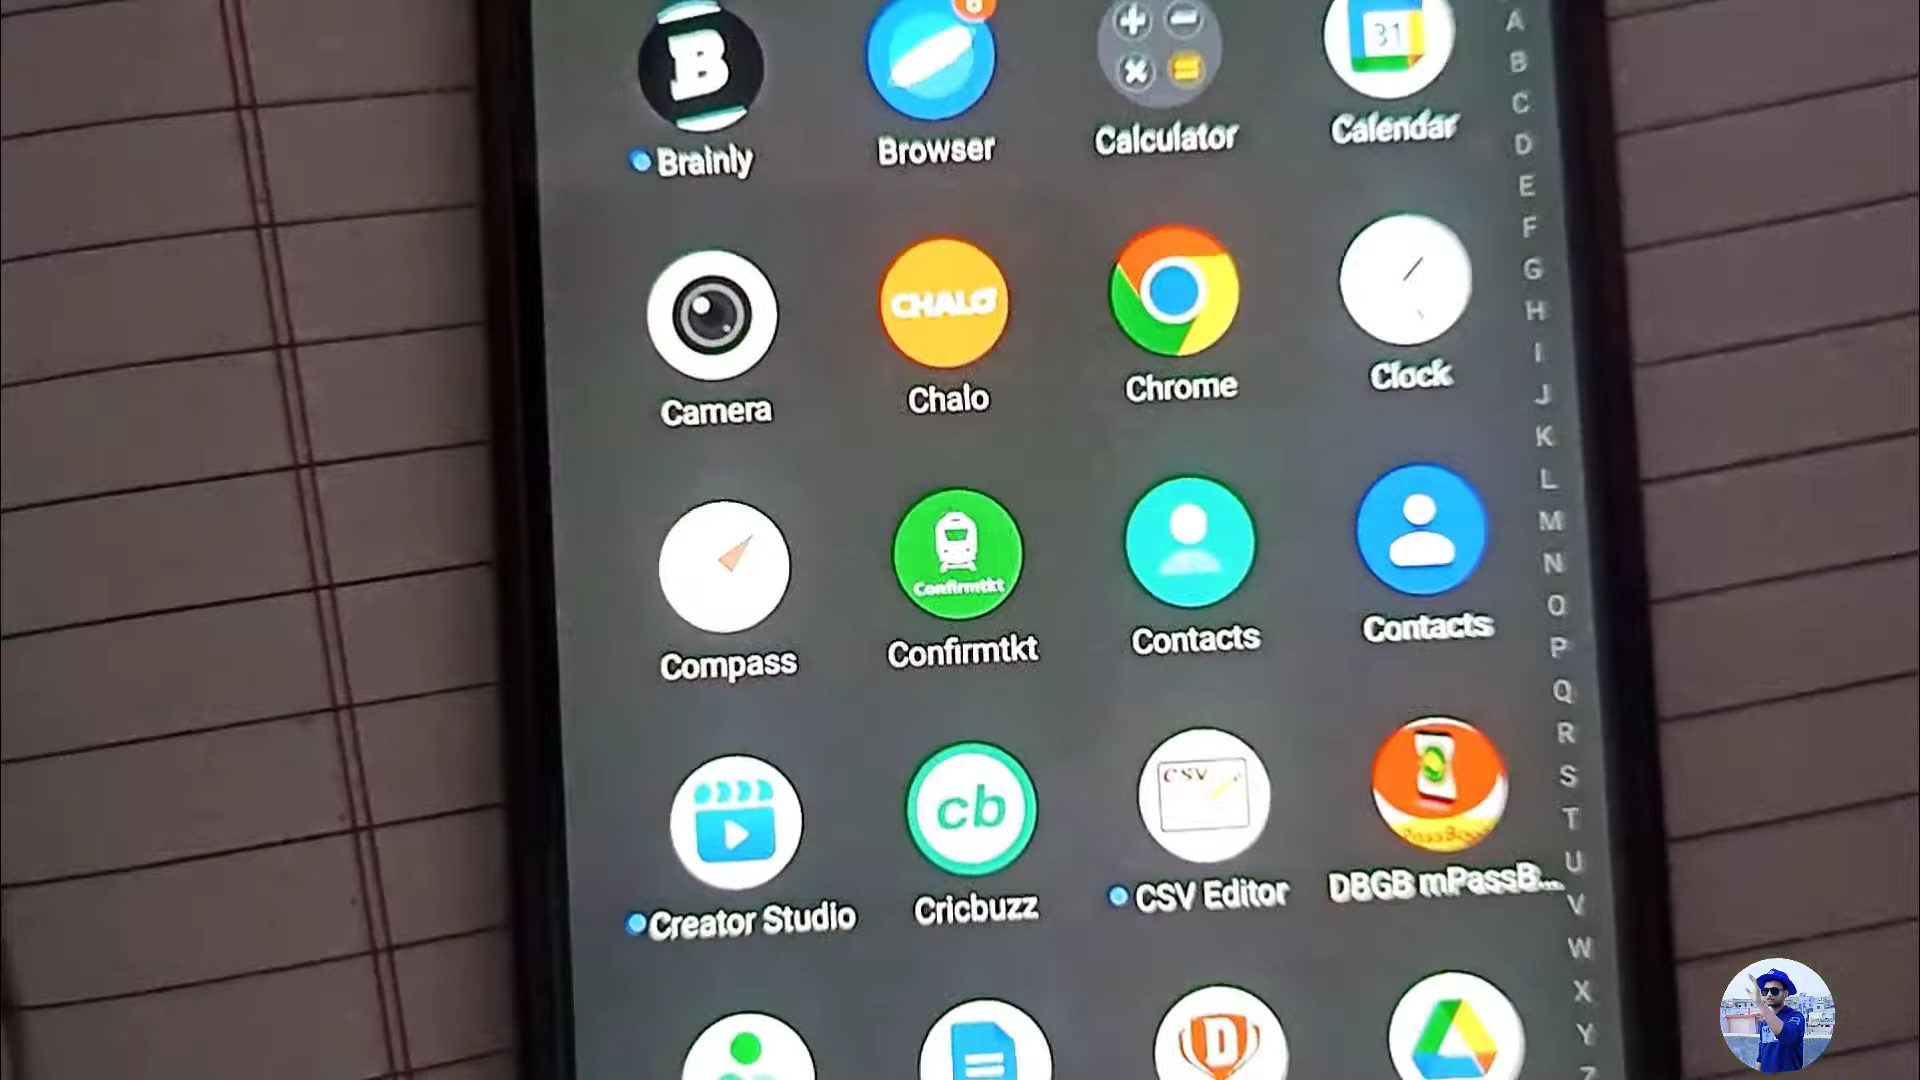 B
31
Brainly
Browser
Calculator
Calendar
CHALO
Camera
Chalo
Chrome
Clock
Confirmtkt
Compass
Confirmtkt
Contacts
Contacts
cb
CSV
Creator Studio
Cricbuzz
CSV Editor
DBGB mPassB...
D
A
B
C
D
E
F
G
H
I
J
K
L
M
N
O
P
Q
R
S
T
U
V
W
X
Y
Z